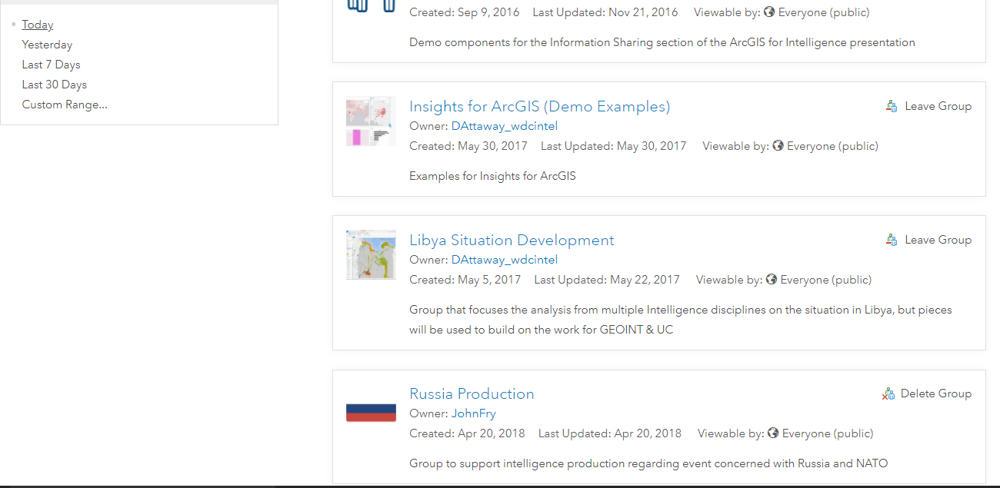 Today
Yesterday
Last 7 Days
Last 30 Days
Custom Range...
Created: Sep 9, 2016 Last Updated: Nov 21, 2016 Viewable by: Everyone (public)
Demo components for the Information Sharing section of the ArcGIS for Intelligence presentation
Insights for ArcGIS (Demo Examples)
Leave Group
Owner: DAttaway_wdcintel
Created: May 30, 2017 Last Updated: May 30, 2017 Viewable by: Everyone (public)
Examples for Insights for ArcGIS
Libya Situation Development
Leave Group
Owner: DAttaway_wdcintel
Created: May 5, 2017 Last Updated: May 22, 2017 Viewable by: Everyone (public)
Group that focuses the analysis from multiple Intelligence disciplines on the situation in Libya, but pieces
will be used to build on the work for GEOINT & UC
Russia Production
Delete Group
Owner: JohnFry
Created: Apr 20, 2018 Last Updated: Apr 20, 2018 Viewable by: Everyone (public)
Group to support intelligence production regarding event concerned with Russia and NATO